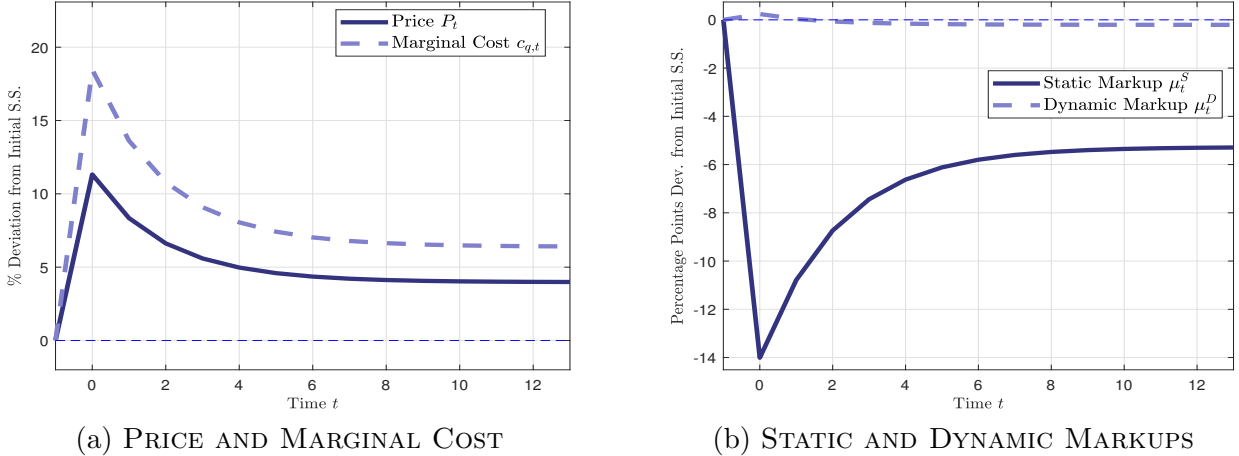 % Deviation from Initial S.S.
20
15
10
5
0
Price P_t
Marginal Cost c_{q,t}
0 2 4 6 8 10 12
Time t
(a) PRICE AND MARGINAL COST
Percentage Points Dev. from Initial S.S.
0
-2
-4
-6
-8
-10
-12
-14
Static Markup μ_t^S
Dynamic Markup μ_t^D
0 2 4 6 8 10 12
Time t
(b) STATIC AND DYNAMIC MARKUPS